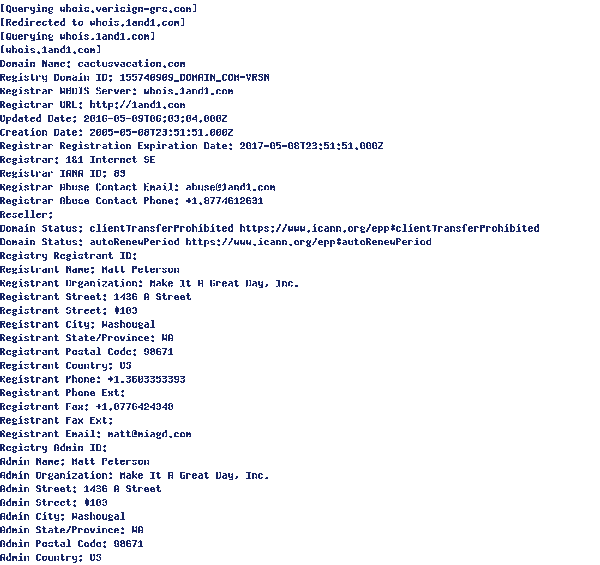 [Querying whois.verisign-grs.com]
[Redirected to whois.1and1.com]
[Querying whois.1and1.com]
[whois.1and1.com]
Domain Name: cactusvacation.com
Registry Domain ID: 155740909_DOMAIN_COM-VRSN
Registrar WHOIS Server: whois.1and1.com
Registrar URL: http://1and1.com
Updated Date: 2016-05-09T06:03:04.000Z
Creation Date: 2005-05-08T23:51:51.000Z
Registrar Registration Expiration Date: 2017-05-08T23:51:51.000Z
Registrar: 1&1 Internet SE
Registrar IANA ID: 83
Registrar Abuse Contact Email: abuse@1and1.com
Registrar Abuse Contact Phone: +1.8774612631
Reseller:
Domain Status: clientTransferProhibited https://www.icann.org/epp#clientTransferProhibited
Domain Status: autoRenewPeriod https://www.icann.org/epp#autoRenewPeriod
Registry Registrant ID:
Registrant Name: Matt Peterson
Registrant Organization: Make It A Great Day, Inc.
Registrant Street: 1436 A Street
Registrant Street: #103
Registrant City: Washougal
Registrant State/Province: WA
Registrant Postal Code: 98671
Registrant Country: US
Registrant Phone: +1.3603353393
Registrant Phone Ext:
Registrant Fax: +1.8776424340
Registrant Fax Ext:
Registrant Email: matt@miagd.com
Registry Admin ID:
Admin Name: Matt Peterson
Admin Organization: Make It A Great Day, Inc.
Admin Street: 1436 A Street
Admin Street: #103
Admin City: Washougal
Admin State/Province: WA
Admin Postal Code: 98671
Admin Country: US